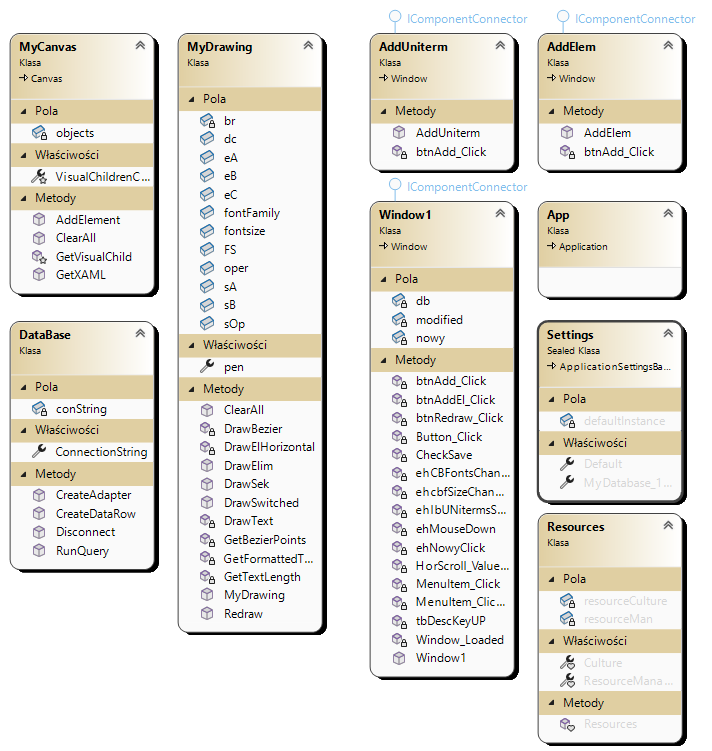 MyCanvas
Klasa
Canvas
Pola
objects
Właściwości
VisualChildrenC...
Metody
AddElement
ClearAll
GetVisualChild
GetXAML
DataBase
Klasa
Pola
conString
Właściwości
ConnectionString
Metody
CreateAdapter
CreateDataRow
Disconnect
RunQuery
MyDrawing
Klasa
Pola
br
dc
eA
eB
eC
fontFamily
fontsize
FS
oper
sA
sB
sOp
Właściwości
pen
Metody
ClearAll
DrawBezier
DrawElHorizontal
DrawElim
DrawSek
DrawSwitched
DrawText
GetBezierPoints
GetFormattedT...
GetTextLength
MyDrawing
Redraw
IComponentConnector
AddUniterm
Klasa
Window
Metody
AddUniterm
btnAdd_Click
IComponentConnector
Window1
Klasa
Window
Pola
db
modified
nowy
Metody
btnAdd_Click
btnAddEl_Click
btnRedraw_Click
Button_Click
CheckSave
ehCBFontsChan...
ehcbfSizeChan...
ehlbUNitermsS...
ehMouseDown
ehNowyClick
HorScroll_Value...
MenuItem_Click
MenuItem_Clic...
tbDescKeyUP
Window_Loaded
Window1
IComponentConnector
AddElem
Klasa
Window
Metody
AddElem
btnAdd_Click
App
Klasa
Application
Settings
Sealed Klasa
ApplicationSettingsBa...
Pola
defaultInstance
Właściwości
Default
MyDatabase_1...
Resources
Klasa
Pola
resourceCulture
resourceMan
Właściwości
Culture
ResourceMana...
Metody
Resources